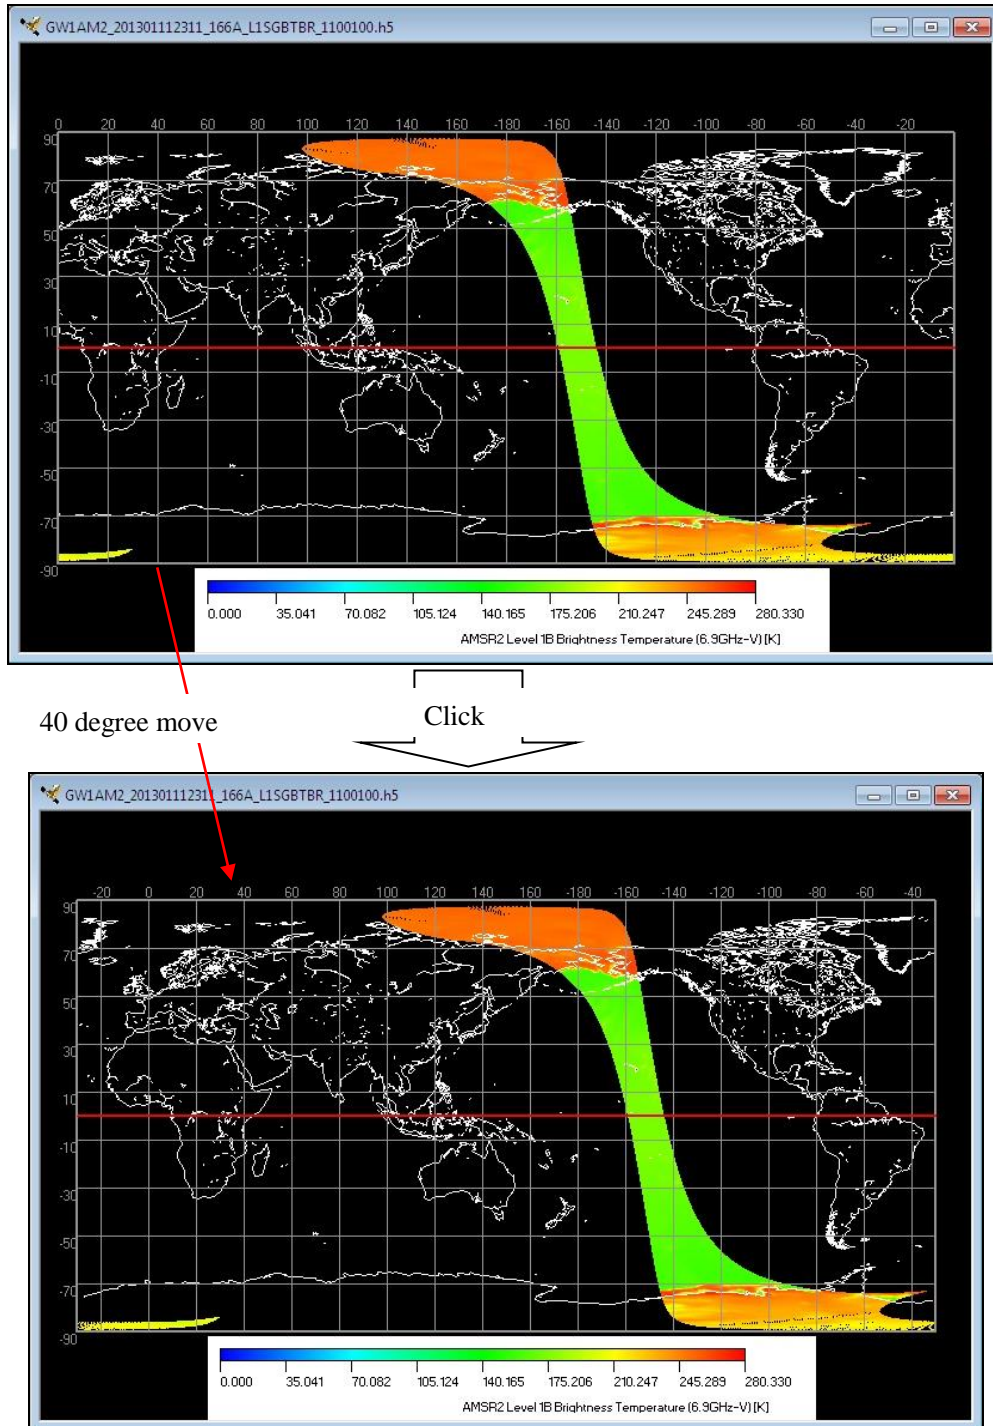 GW1AM2_201301112311_166A_L1SGBTBR_1100100.h5
0 20 40 60 80 100 120 140 160 -180 -160 -140 -120 -100 -80 -60 -40 -20
90
70
50
30
10
-10
-30
-50
-70
-90
0.000 35.041 70.082 105.124 140.165 175.206 210.247 245.289 280.330
AMSR2 Level 1B Brightness Temperature (6.9GHz-V) [K]
40 degree move
Click
GW1AM2_201301112311_166A_L1SGBTBR_1100100.h5
-20 0 20 40 60 80 100 120 140 160 -180 -160 -140 -120 -100 -80 -60 -40
90
70
50
30
10
-10
-30
-50
-70
-90
0.000 35.041 70.082 105.124 140.165 175.206 210.247 245.289 280.330
AMSR2 Level 1B Brightness Temperature (6.9GHz-V) [K]